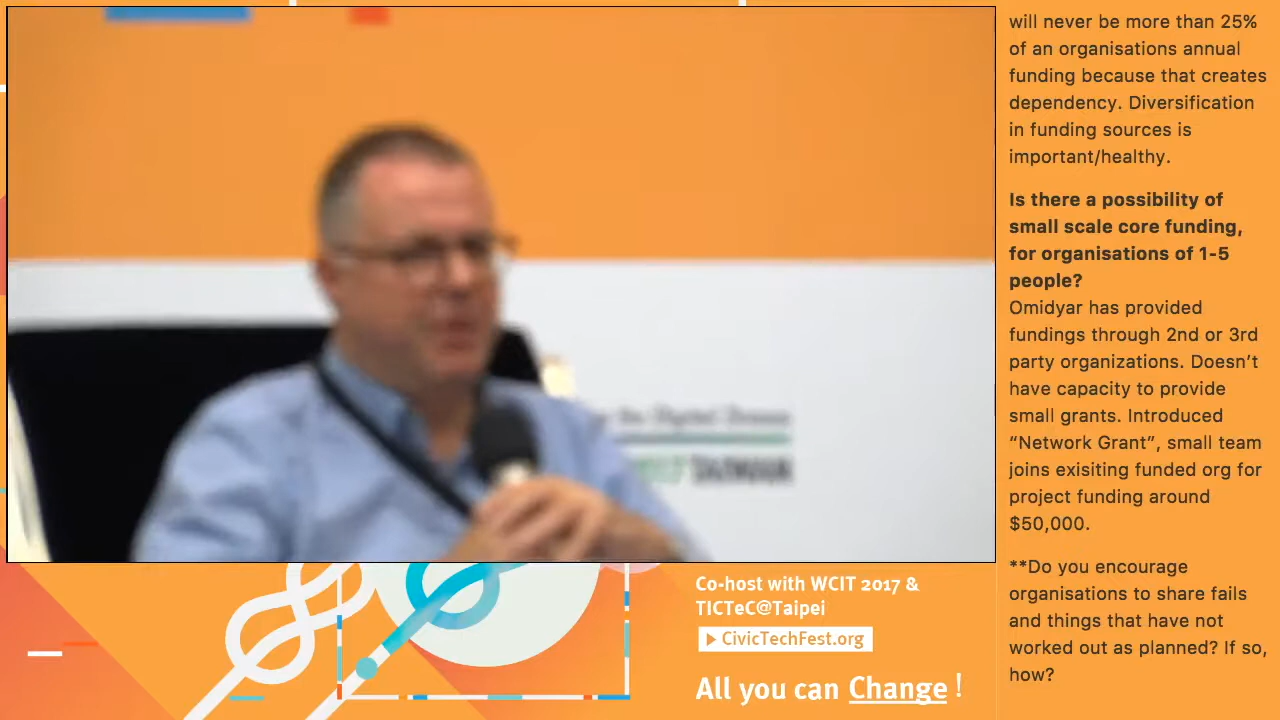 the Digital Dream
2017 TAIWAN
Co-host with WCIT 2017 &
TICTeC@Taipei
CivicTechFest.org
All you can Change !
will never be more than 25%
of an organisations annual
funding because that creates
dependency. Diversification
in funding sources is
important/healthy.
Is there a possibility of
small scale core funding,
for organisations of 1-5
people?
Omidyar has provided
fundings through 2nd or 3rd
party organizations. Doesn’t
have capacity to provide
small grants. Introduced
“Network Grant”, small team
joins exisiting funded org for
project funding around
$50,000.
**Do you encourage
organisations to share fails
and things that have not
worked out as planned? If so,
how?